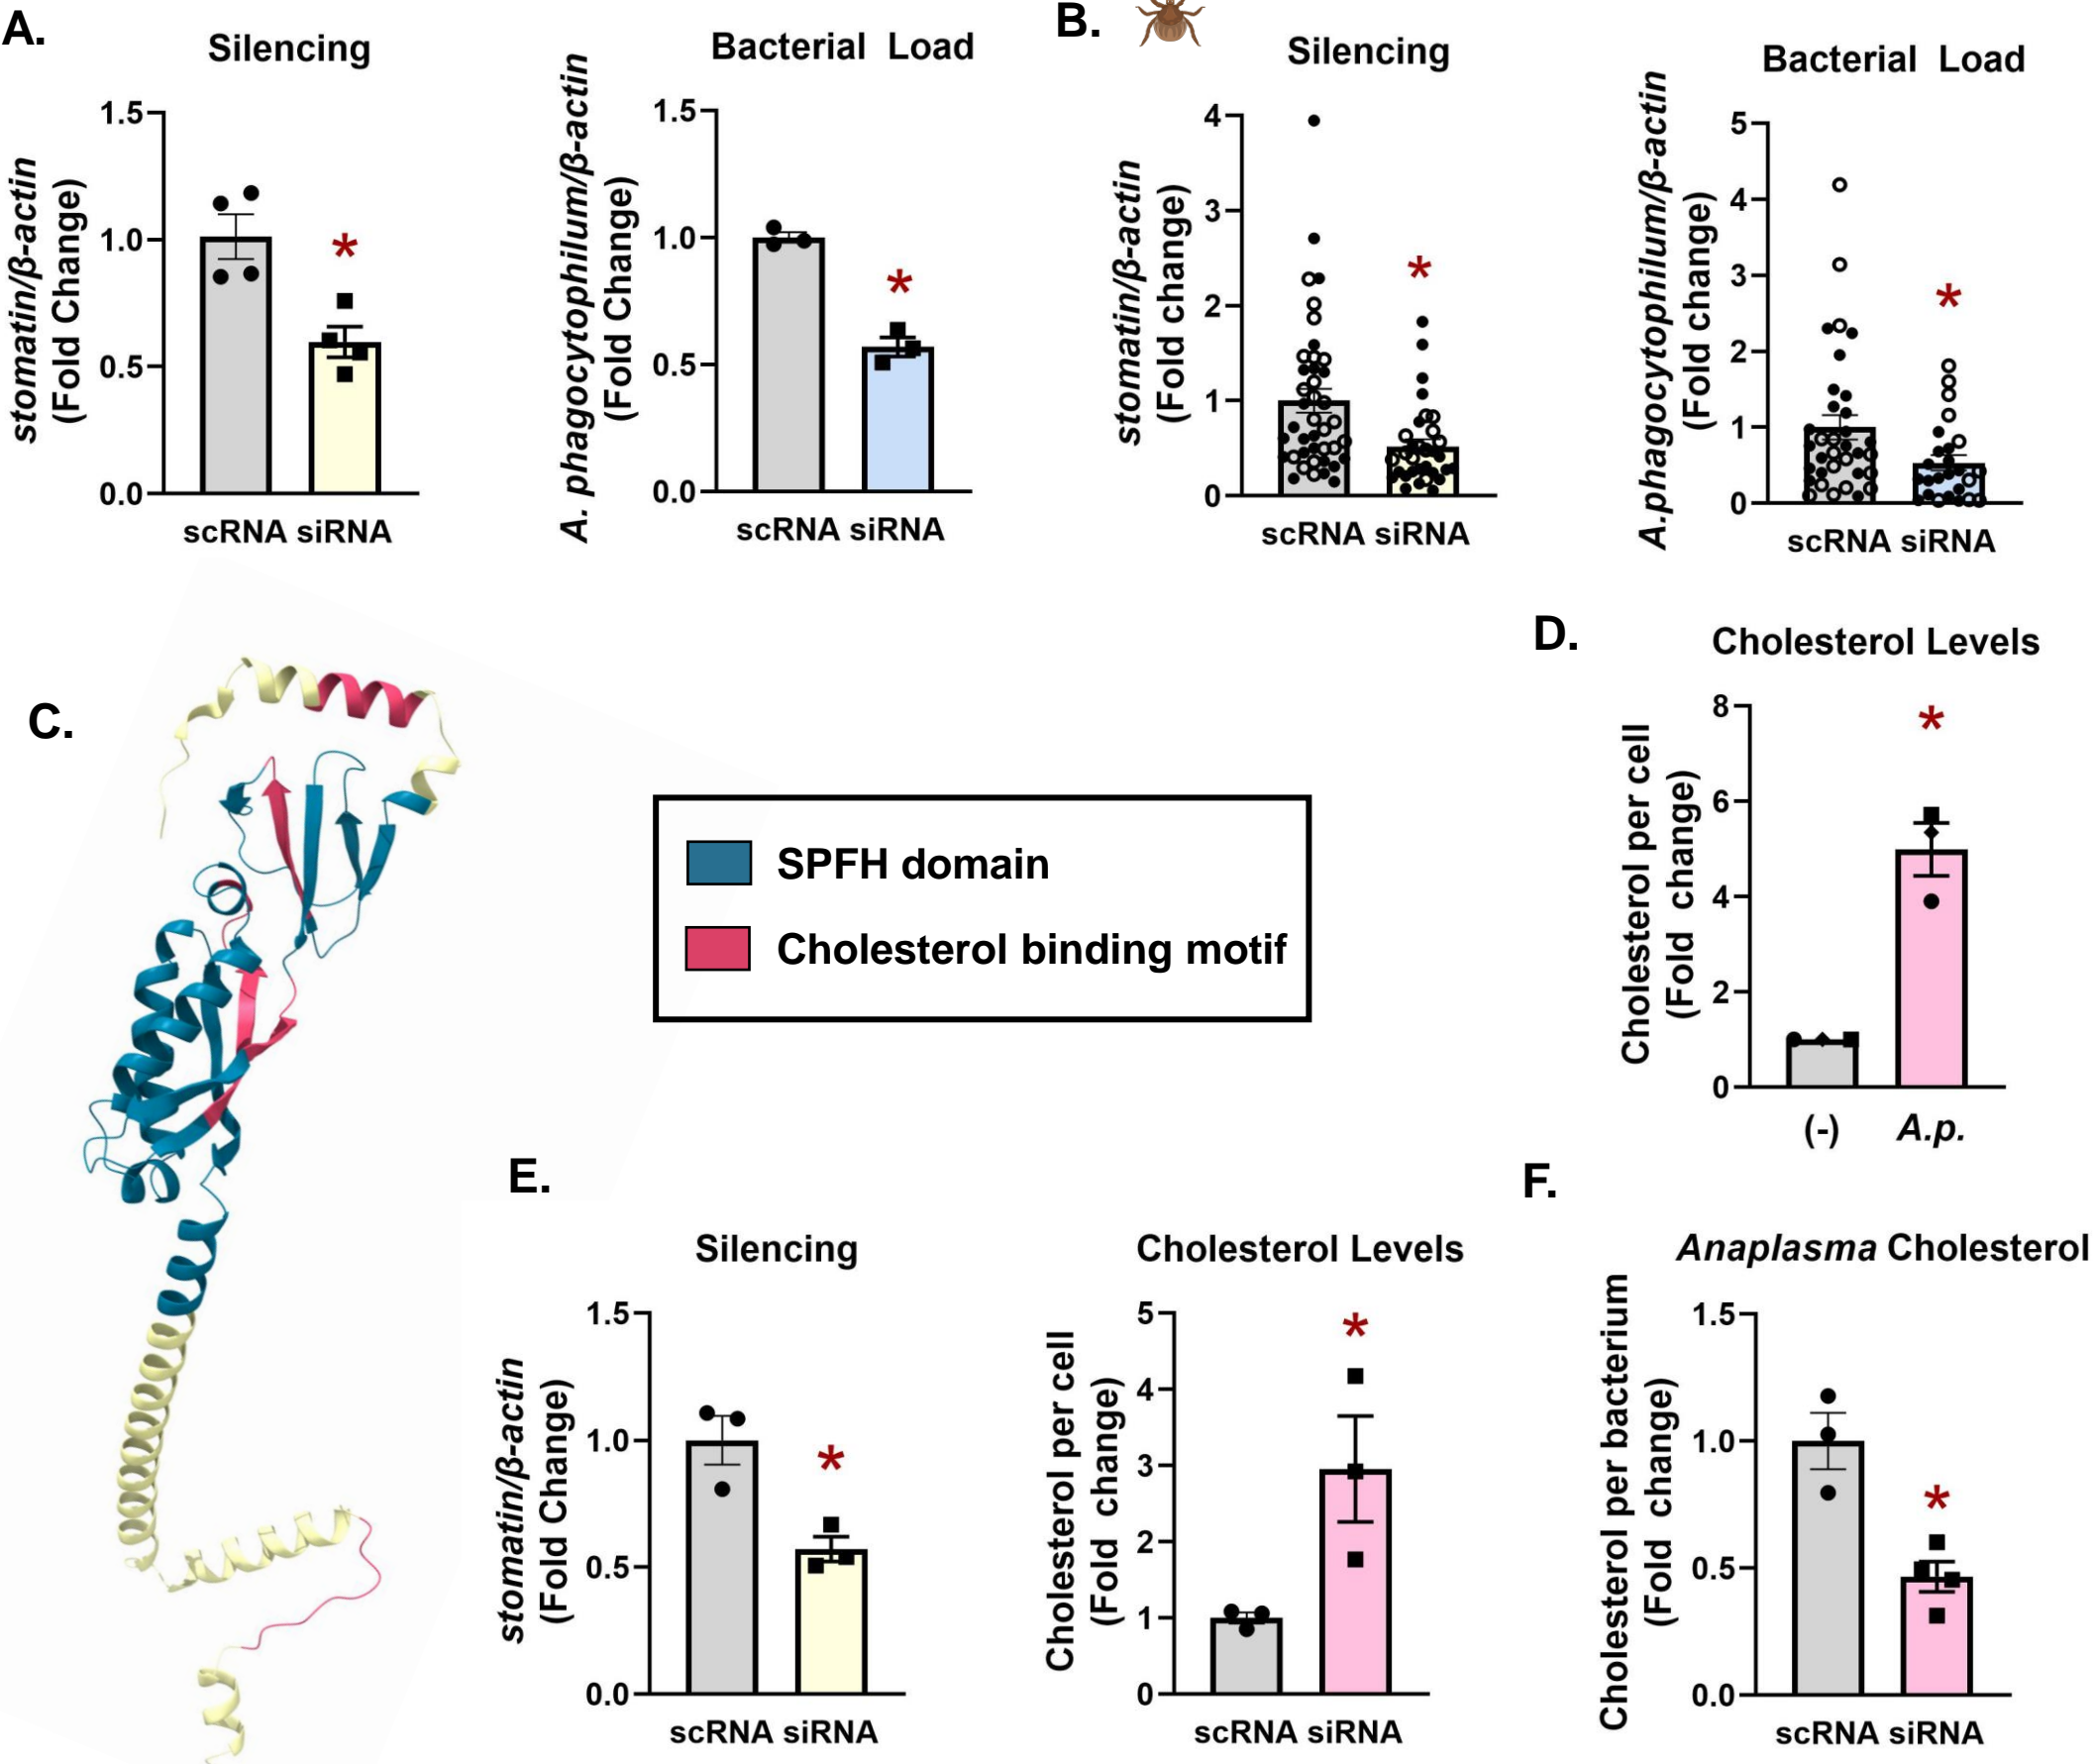 A.
Silencing
stomatin/β-actin
(Fold Change)
1.5
1.0
0.5
0.0
scRNA siRNA
*
Bacterial Load
A. phagocytophilum/β-actin
(Fold Change)
1.5
1.0
0.5
0.0
scRNA siRNA
*
B.
Silencing
stomatin/β-actin
(Fold change)
4
3
2
1
0
scRNA siRNA
*
Bacterial Load
A.phagocytophilum/β-actin
(Fold change)
5
4
3
2
1
0
scRNA siRNA
*
C.
SPFH domain
Cholesterol binding motif
D.
Cholesterol Levels
Cholesterol per cell
(Fold change)
8
6
4
2
0
(-) A.p.
*
E.
Silencing
stomatin/β-actin
(Fold Change)
1.5
1.0
0.5
0.0
scRNA siRNA
*
Cholesterol Levels
Cholesterol per cell
(Fold change)
5
4
3
2
1
0
scRNA siRNA
*
F.
Anaplasma Cholesterol
Cholesterol per bacterium
(Fold change)
1.5
1.0
0.5
0.0
scRNA siRNA
*